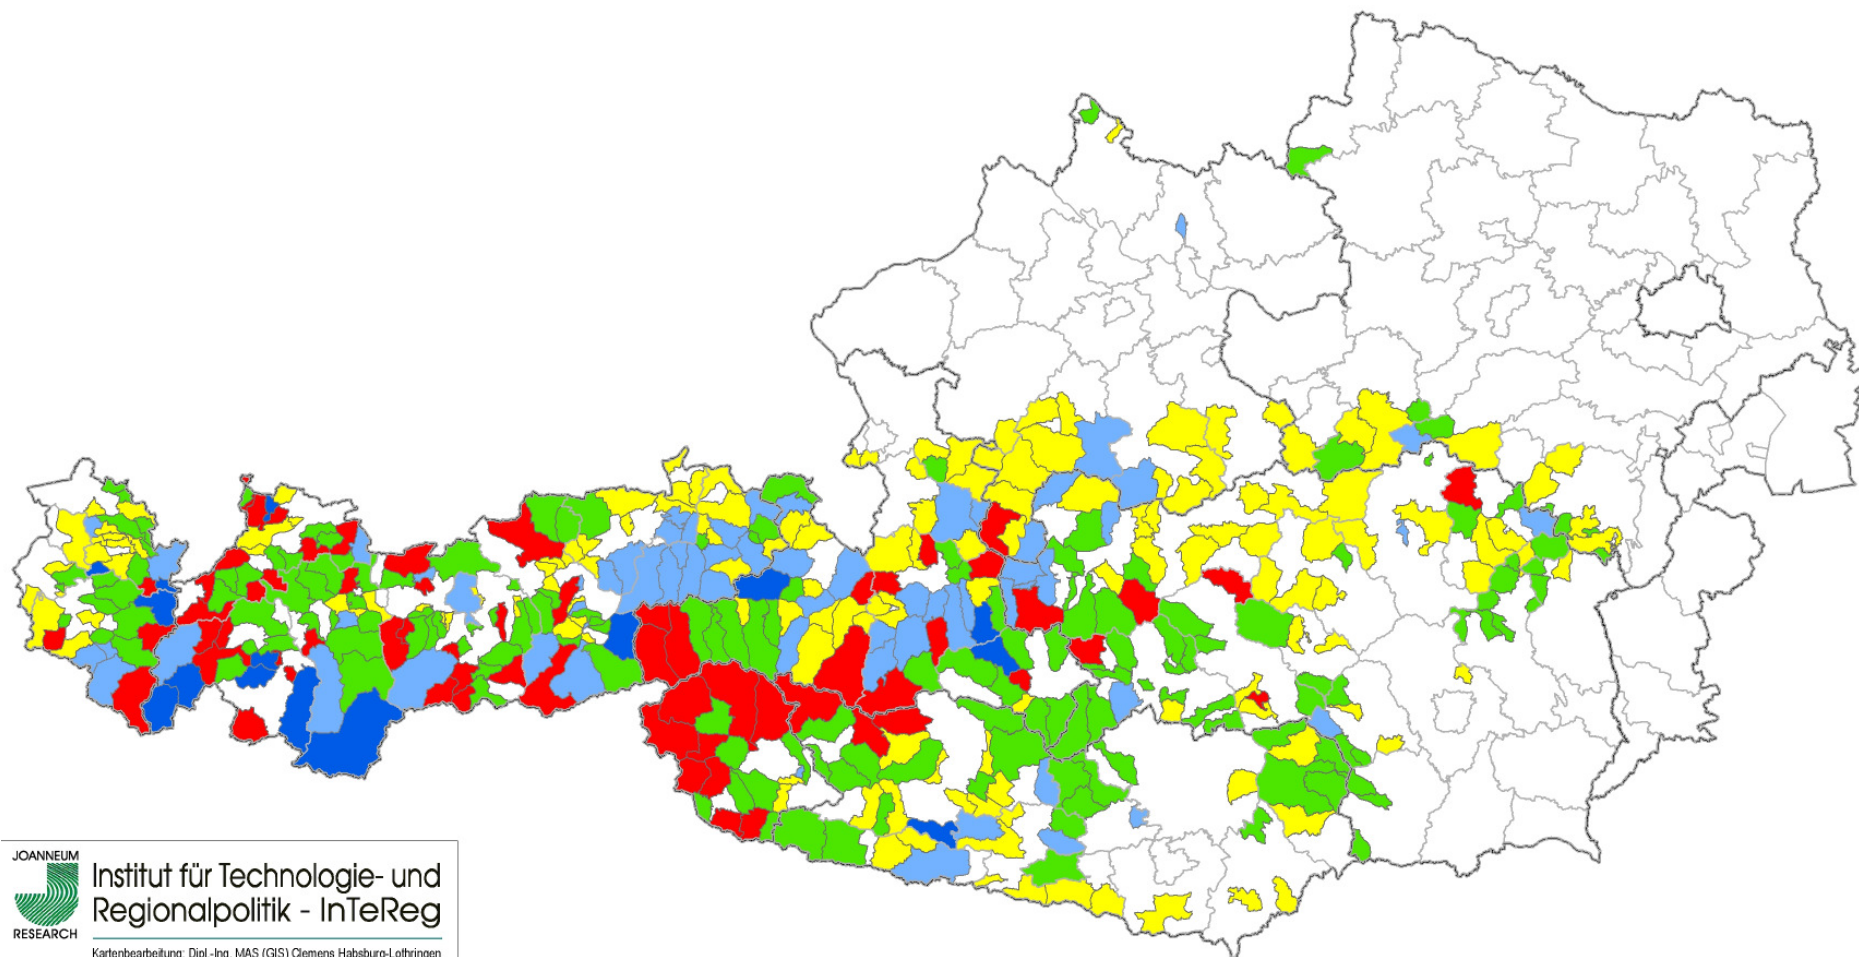 JOANNEUM
RESEARCH
Institut für Technologie- und
Regionalpolitik - InTeReg
Kartenbearbeitung: Dipl.-Ing. MAS (GIS) Clemens Habsburg-Lothringen